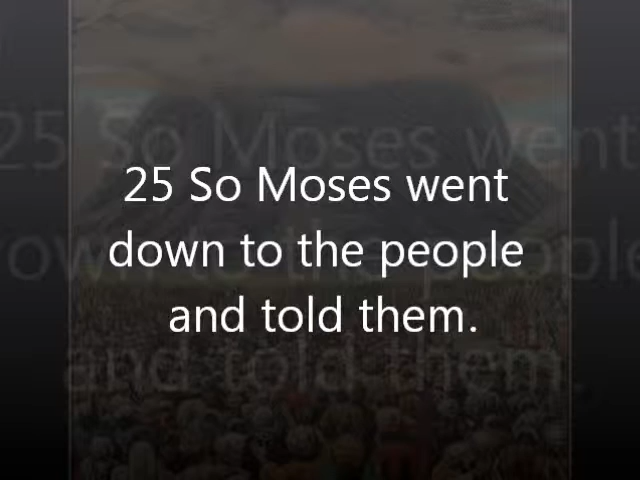 25 So Moses went
down to the people
and told them.